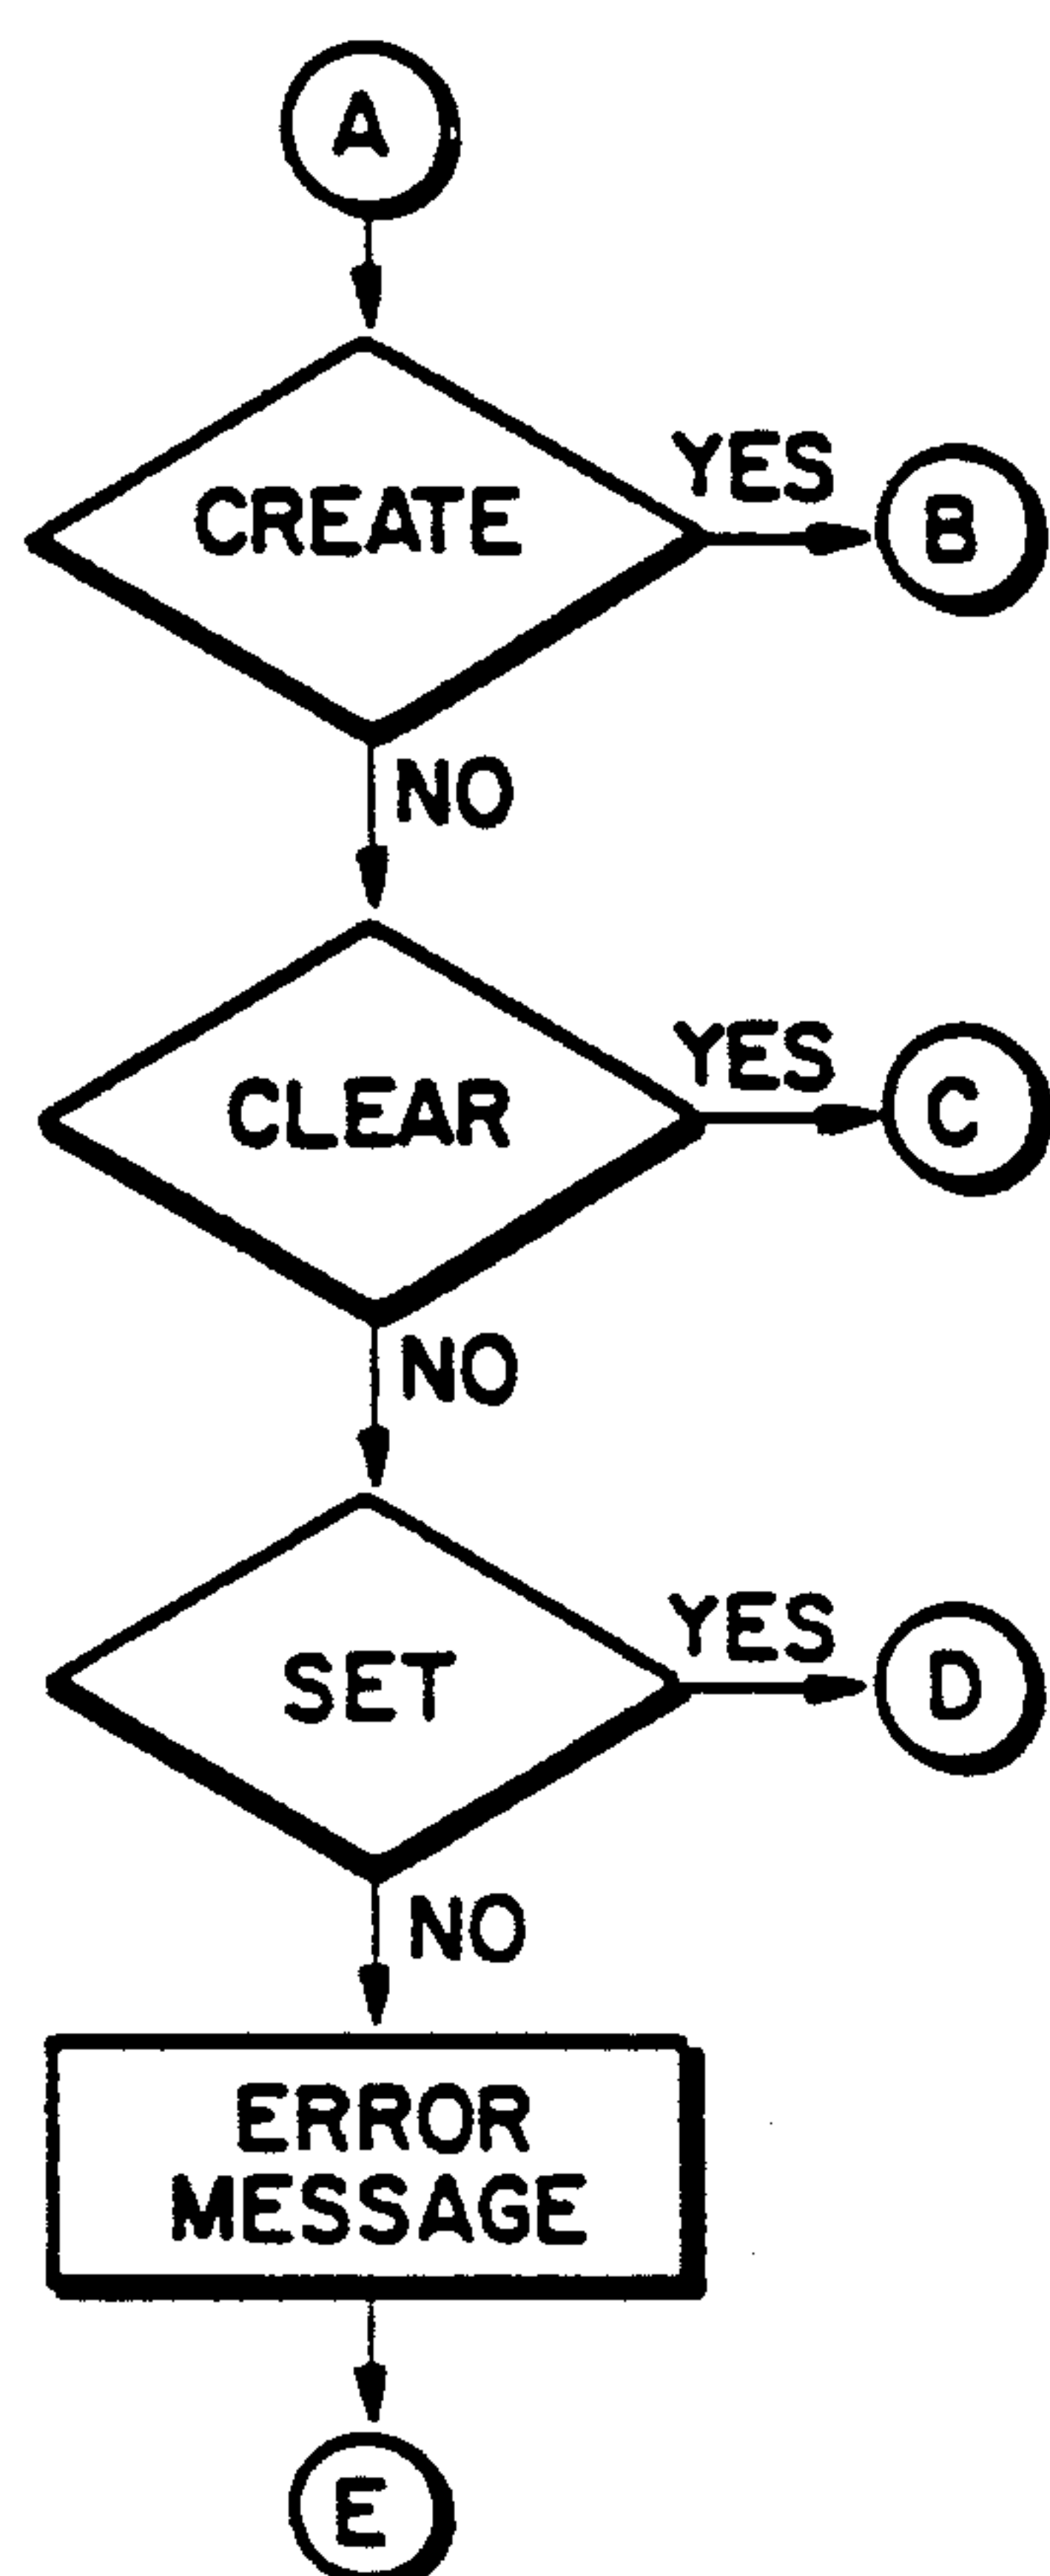 A
CREATE
YES
B
NO
CLEAR
YES
C
NO
SET
YES
D
NO
ERROR
MESSAGE
E